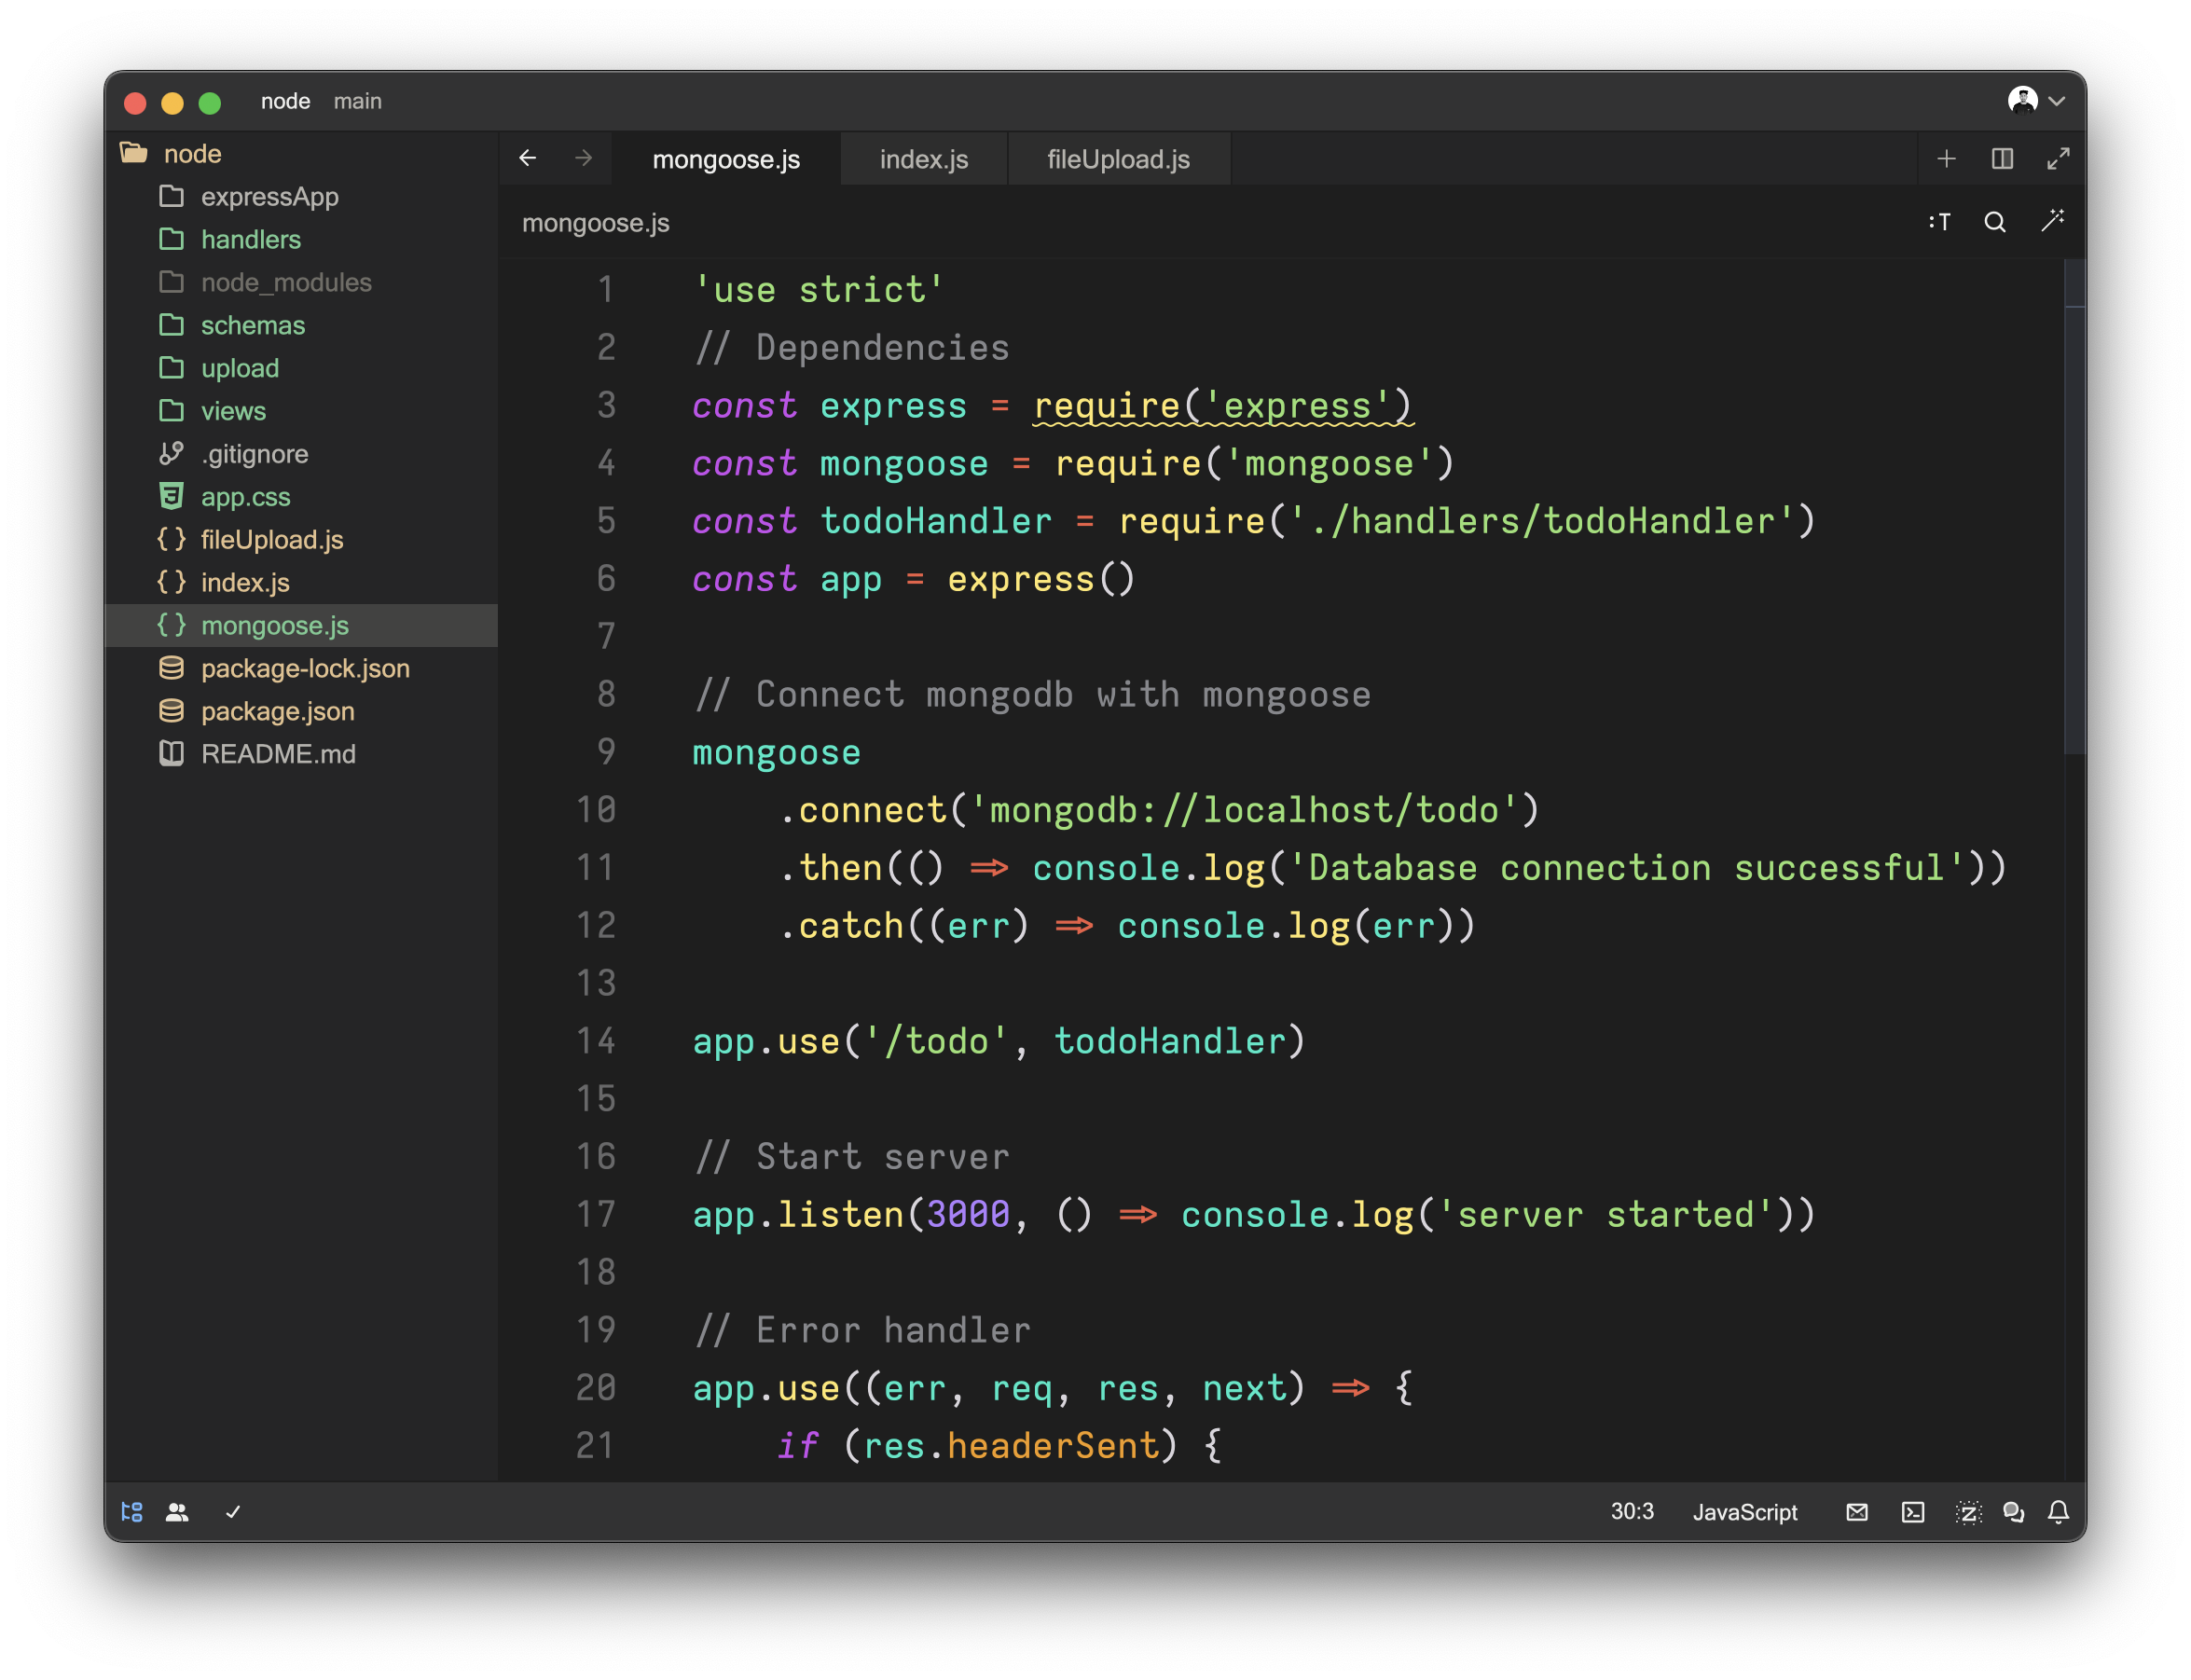 node main
node
expressApp
handlers
node_modules
schemas
upload
views
.gitignore
app.css
fileUpload.js
index.js
mongoose.js
package-lock.json
package.json
README.md
mongoose.js index.js fileUpload.js
mongoose.js :T
1 'use strict'
2 // Dependencies
3 const express = require('express')
4 const mongoose = require('mongoose')
5 const todoHandler = require('./handlers/todoHandler')
6 const app = express()
7
8 // Connect mongodb with mongoose
9 mongoose
10     .connect('mongodb://localhost/todo')
11     .then(() => console.log('Database connection successful'))
12     .catch((err) => console.log(err))
13
14 app.use('/todo', todoHandler)
15
16 // Start server
17 app.listen(3000, () => console.log('server started'))
18
19 // Error handler
20 app.use((err, req, res, next) => {
21     if (res.headerSent) {
30:3 JavaScript